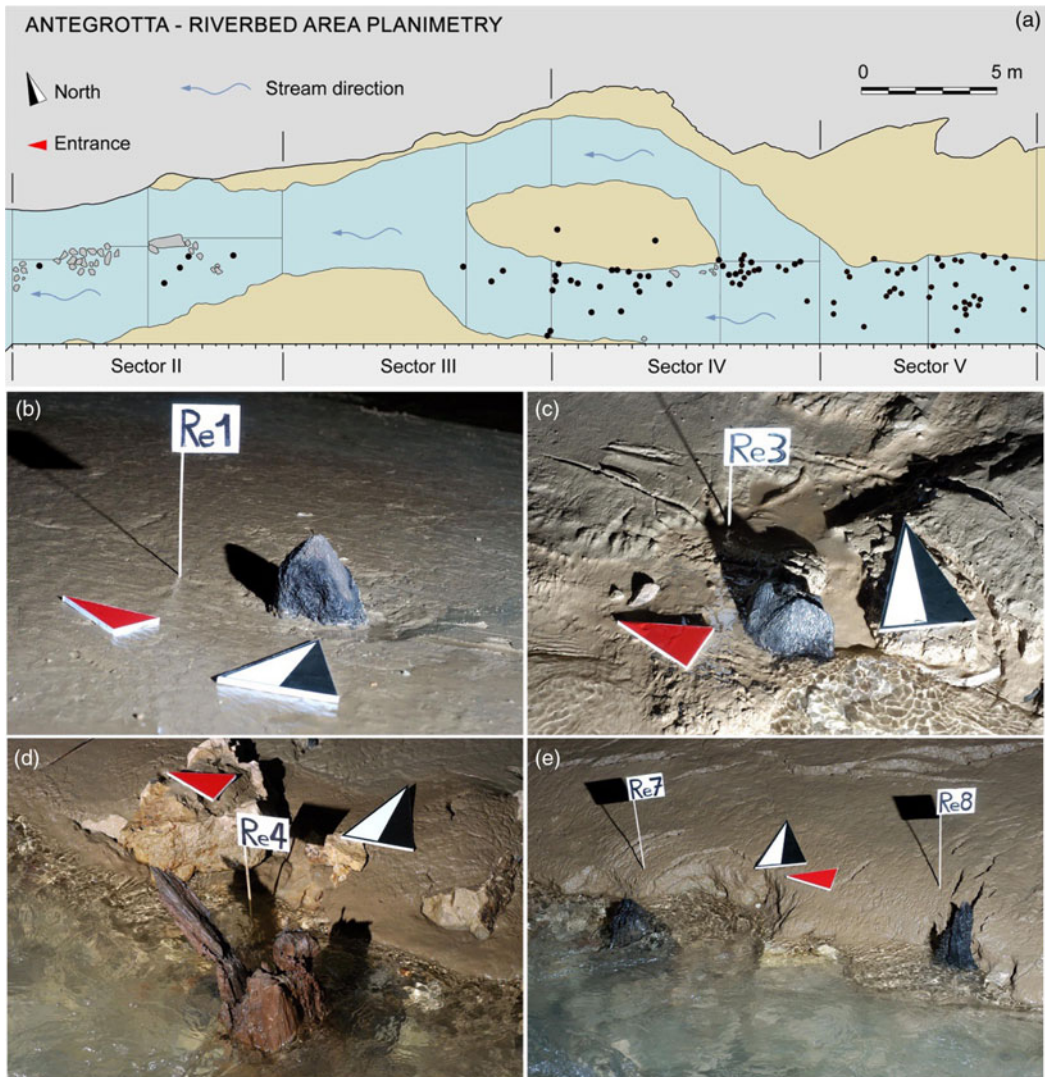 ANTEGROTTA - RIVERBED AREA PLANIMETRY
(a)
North
Stream direction
0 5 m
Entrance
Sector II Sector III Sector IV Sector V
(b)
Re1
(c)
Re3
(d)
Re4
(e)
Re7
Re8